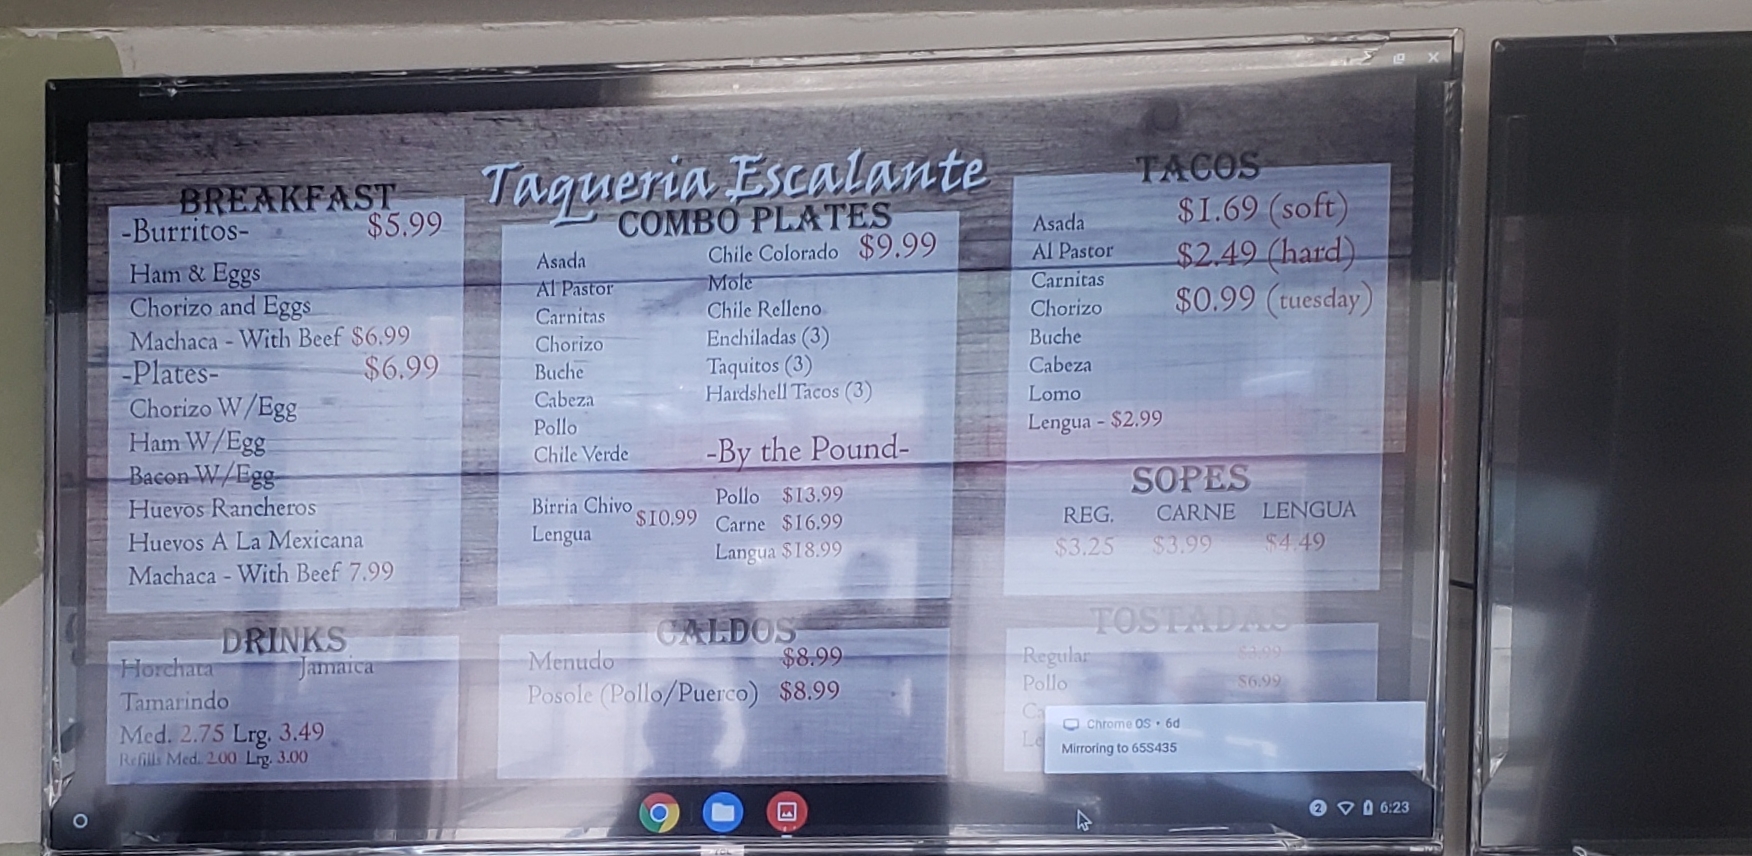 Taqueria Escalante
BREAKFAST
-Burritos- $5.99
Ham & Eggs
Chorizo and Eggs
Machaca - With Beef $6.99
-Plates- $6.99
Chorizo W/Egg
Ham W/Egg
Bacon W/Egg
Huevos Rancheros
Huevos A La Mexicana
Machaca - With Beef 7.99
DRINKS
Horchata Jamaica
Tamarindo
Med. 2.75 Lrg. 3.49
Refills Med. 2.00 Lrg. 3.00
COMBO PLATES
$9.99
Asada
Al Pastor
Carnitas
Chorizo
Buche
Cabeza
Pollo
Chile Verde
Birria Chivo
Lengua
$10.99
Chile Colorado
Mole
Chile Relleno
Enchiladas (3)
Taquitos (3)
Hardshell Tacos (3)
-By the Pound-
Pollo $13.99
Carne $16.99
Langua $18.99
CALDOS
Menudo $8.99
Posole (Pollo/Puerco) $8.99
TACOS
$1.69 (soft)
$2.49 (hard)
$0.99 (tuesday)
Asada
Al Pastor
Carnitas
Chorizo
Buche
Cabeza
Lomo
Lengua - $2.99
SOPES
REG. CARNE LENGUA
$3.25 $3.99 $4.49
TOSTADAS
Regular
Pollo $6.99
Chrome OS • 6d
Mirroring to 65S435
2
6:23